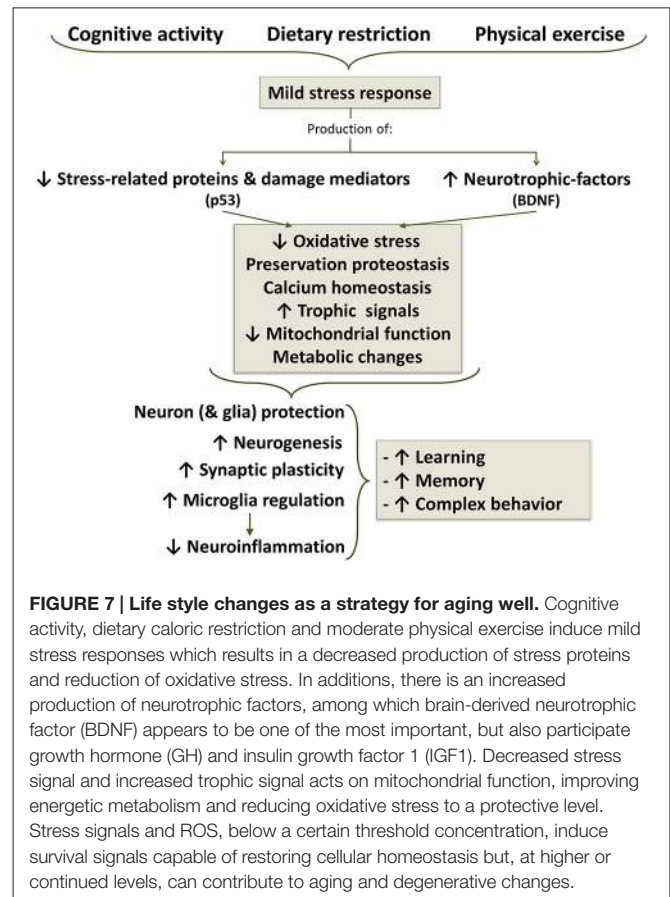 Cognitive activity Dietary restriction Physical exercise
Mild stress response
Production of:
↓ Stress-related proteins & damage mediators ↑ Neurotrophic-factors
(p53) (BDNF)
↓ Oxidative stress
Preservation proteostasis
Calcium homeostasis
↑ Trophic signals
↓ Mitochondrial function
Metabolic changes
Neuron (& glia) protection
↑ Neurogenesis
↑ Synaptic plasticity
↑ Microglia regulation
↓ Neuroinflammation
- ↑ Learning
- ↑ Memory
- ↑ Complex behavior
FIGURE 7 | Life style changes as a strategy for aging well. Cognitive
activity, dietary caloric restriction and moderate physical exercise induce mild
stress responses which results in a decreased production of stress proteins
and reduction of oxidative stress. In additions, there is an increased
production of neurotrophic factors, among which brain-derived neurotrophic
factor (BDNF) appears to be one of the most important, but also participate
growth hormone (GH) and insulin growth factor 1 (IGF1). Decreased stress
signal and increased trophic signal acts on mitochondrial function, improving
energetic metabolism and reducing oxidative stress to a protective level.
Stress signals and ROS, below a certain threshold concentration, induce
survival signals capable of restoring cellular homeostasis but, at higher or
continued levels, can contribute to aging and degenerative changes.